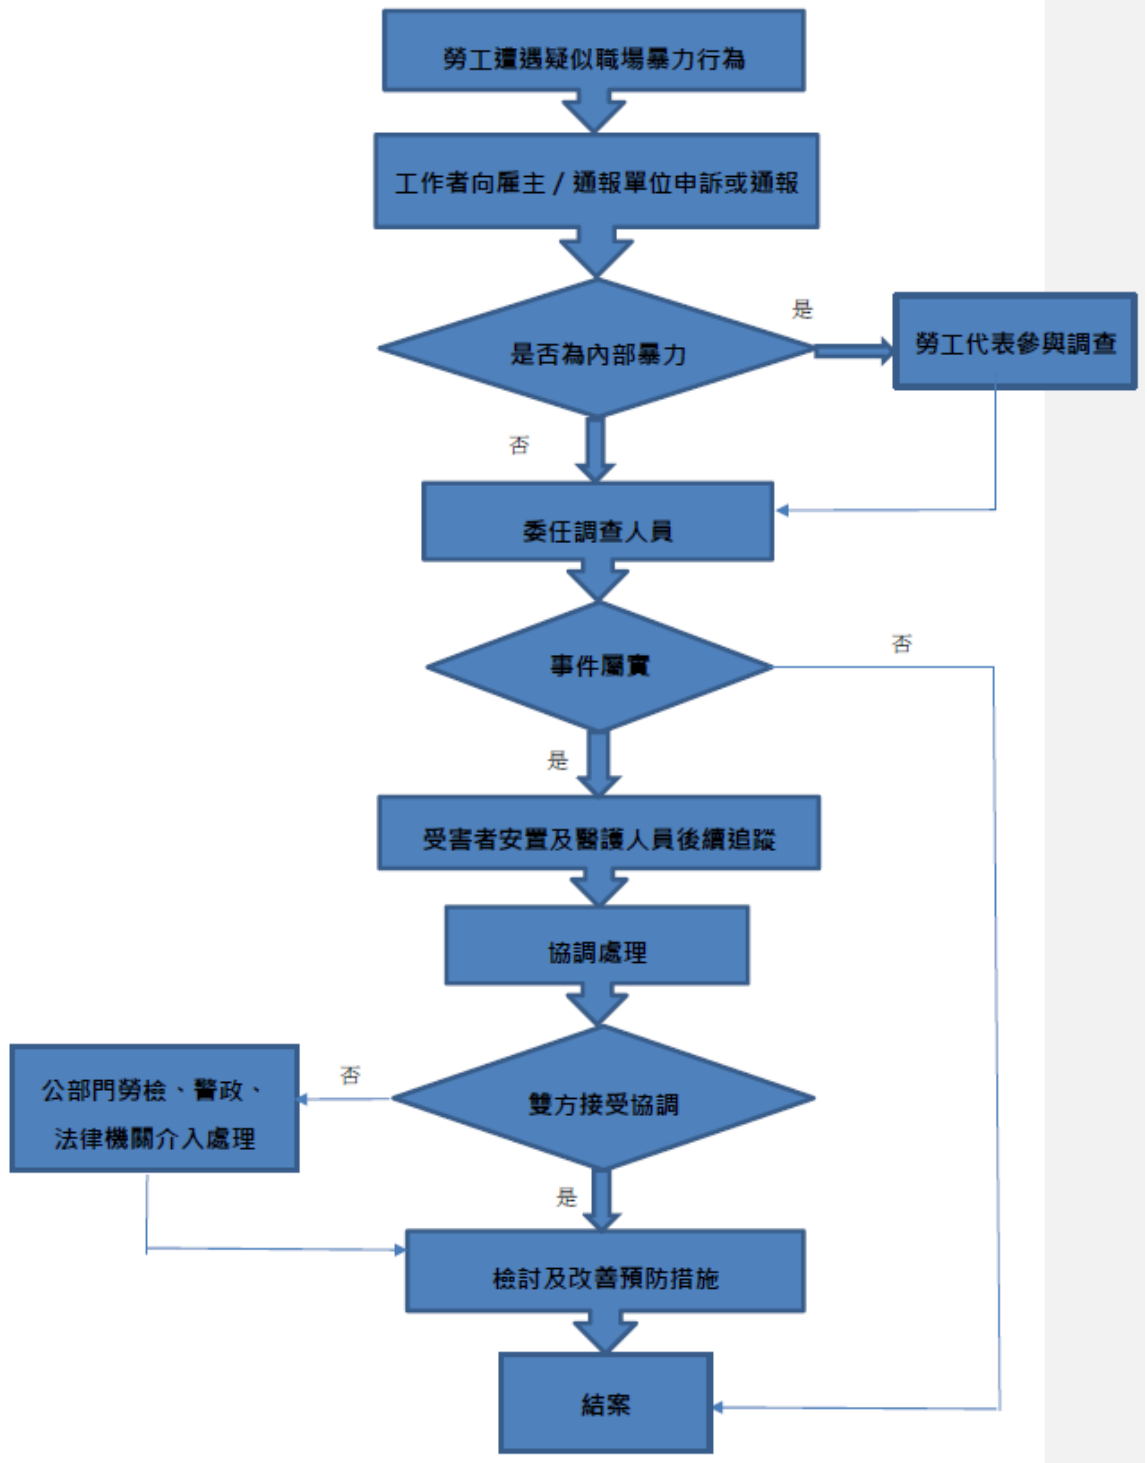 勞工遭遇疑似職場暴力行為
工作者向雇主／通報單位申訴或通報
是
是否為內部暴力
勞工代表參與調查
否
委任調查人員
事件屬實
否
是
受害者安置及醫護人員後續追蹤
協調處理
雙方接受協調
否
公部門勞檢、警政、
法律機關介入處理
是
檢討及改善預防措施
結案